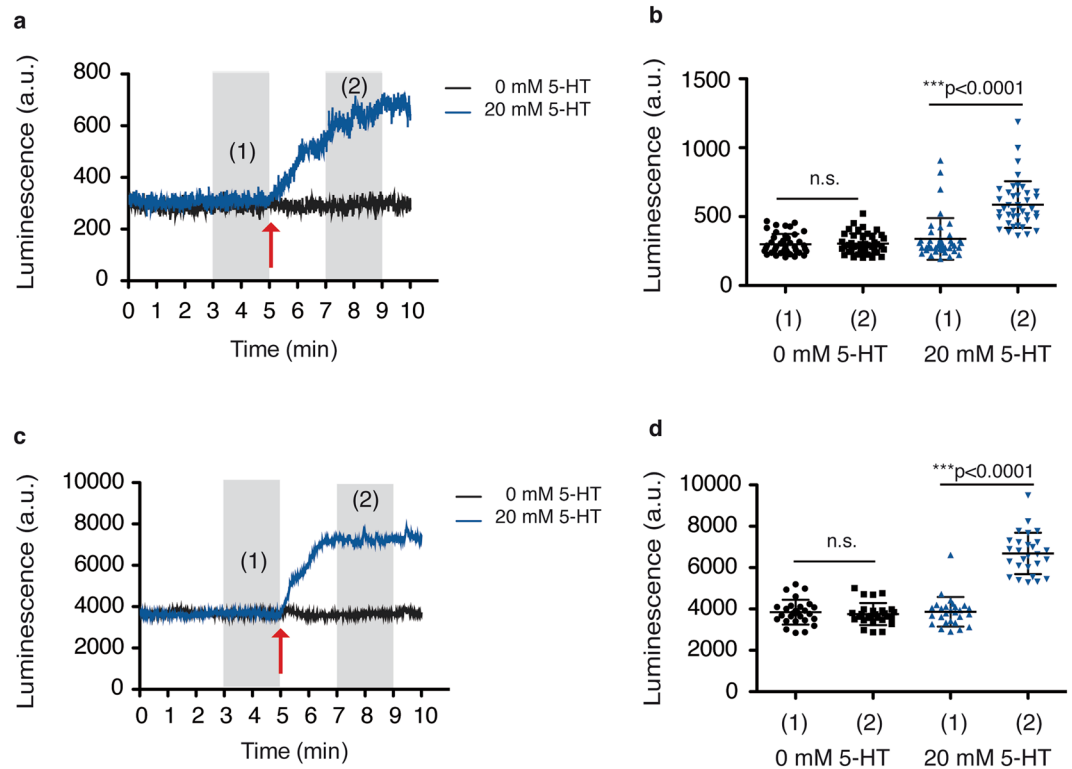 a
Luminescence (a.u.)
800
600
400
200
0
(1)
(2)
0 mM 5-HT
20 mM 5-HT
0 1 2 3 4 5 6 7 8 9 10
Time (min)
b
Luminescence (a.u.)
1500
1000
500
0
n.s.
***p<0.0001
(1) (2) (1) (2)
0 mM 5-HT 20 mM 5-HT
c
Luminescence (a.u.)
10000
8000
6000
4000
2000
0
(1)
(2)
0 mM 5-HT
20 mM 5-HT
0 1 2 3 4 5 6 7 8 9 10
Time (min)
d
Luminescence (a.u.)
10000
8000
6000
4000
2000
0
n.s.
***p<0.0001
(1) (2) (1) (2)
0 mM 5-HT 20 mM 5-HT